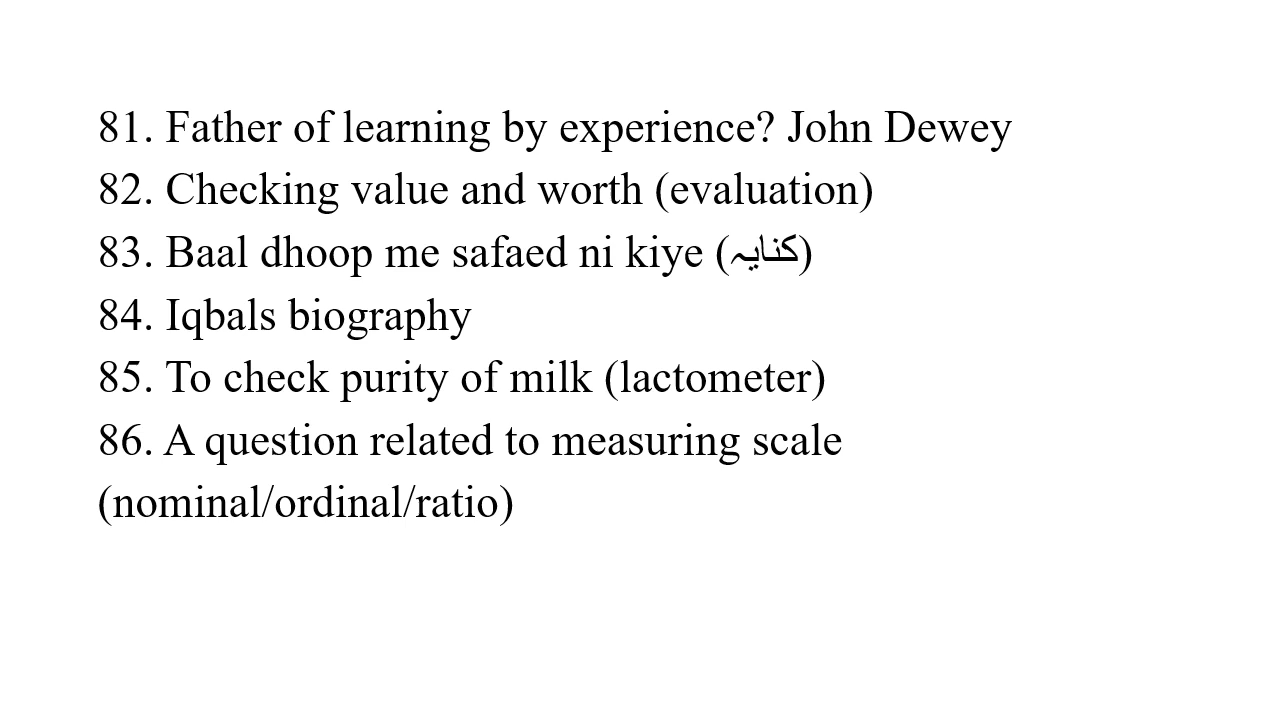 81. Father of learning by experience? John Dewey
82. Checking value and worth (evaluation)
83. Baal dhoop me safaed ni kiye (کنایہ)
84. Iqbals biography
85. To check purity of milk (lactometer)
86. A question related to measuring scale
(nominal/ordinal/ratio)